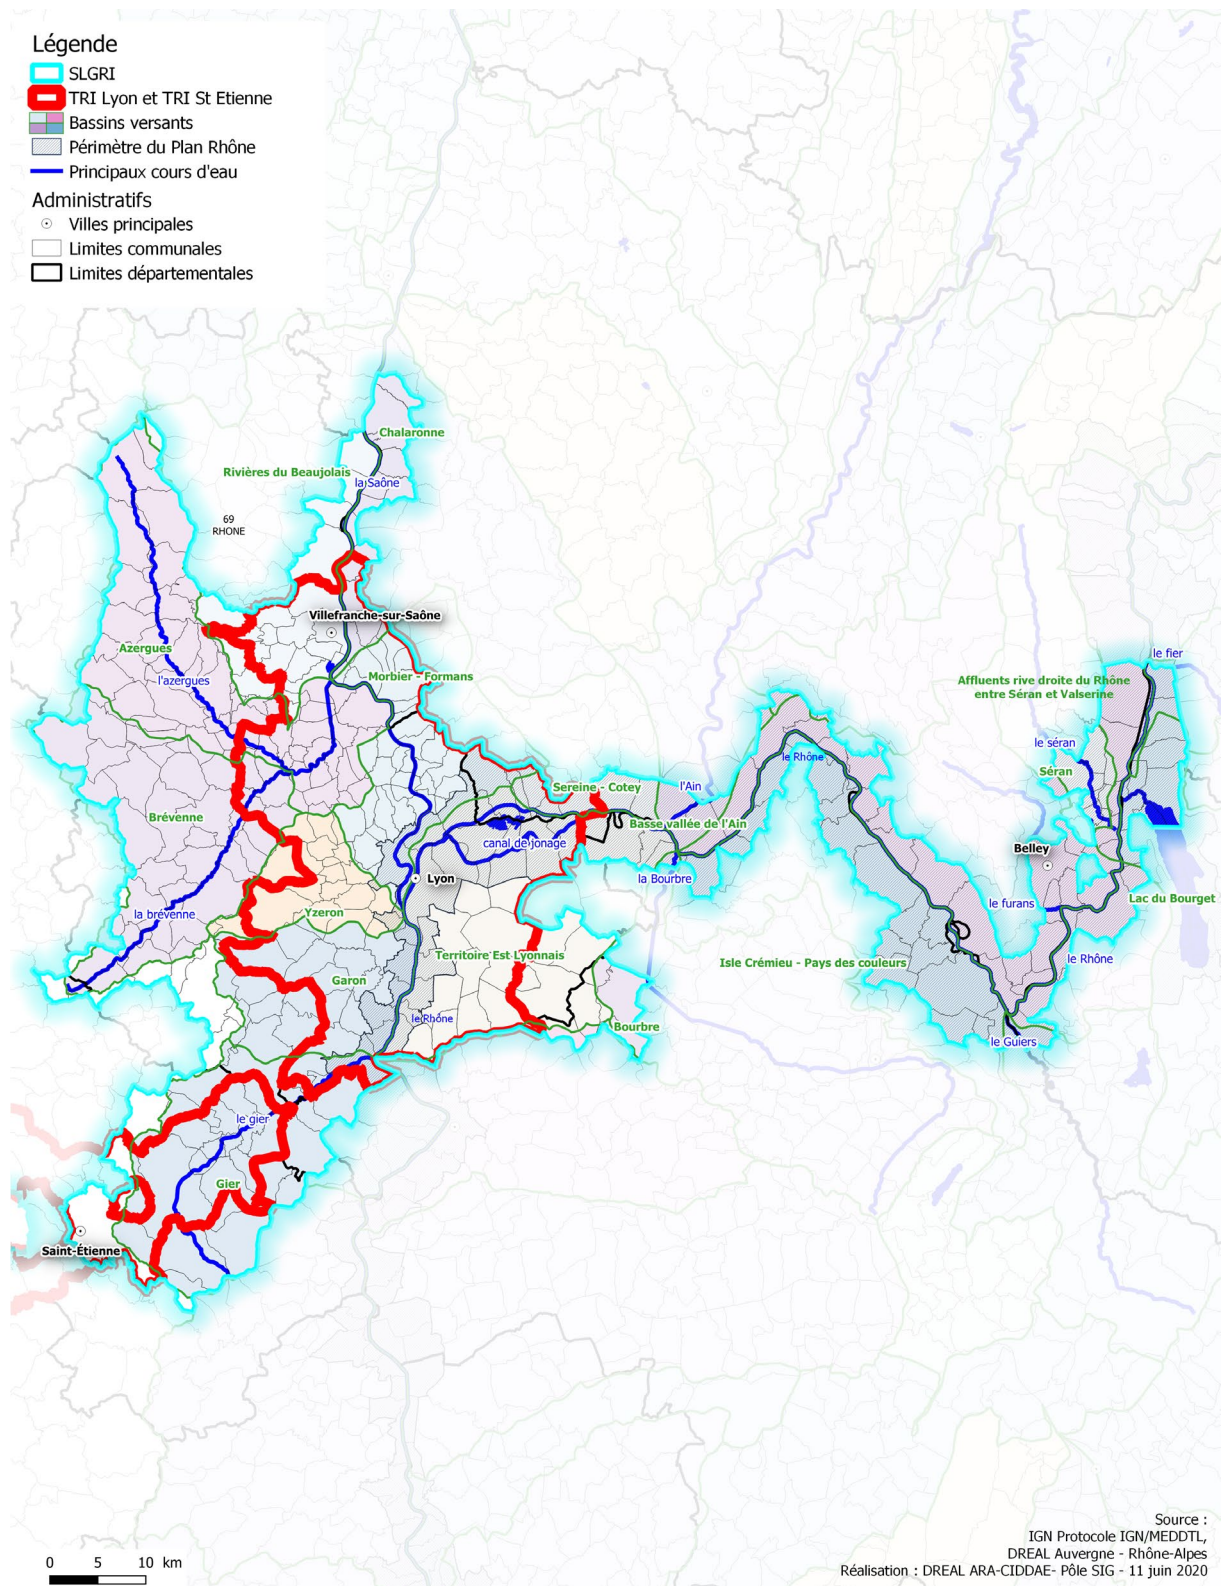 Légende
SLGRI
TRI Lyon et TRI St Etienne
Bassins versants
Périmètre du Plan Rhône
Principaux cours d'eau
Administratifs
Villes principales
Limites communales
Limites départementales
Chalaronne
Rivières du Beaujolais
la Saône
69
RHONE
Villefranche-sur-Saône
Azergues
l'azergues
Morbier - Formans
le fier
Affluents rive droite du Rhône
entre Séran et Valserine
le séran
Séran
le Rhône
Sereine - Cotey
l'Ain
Brévenne
Basse vallée de l'Ain
canal de jonage
Belley
Lyon
la Bourbre
Lac du Bourget
le furans
la brévenne
Yzeron
Territoire Est Lyonnais
Isle Crémieu - Pays des couleurs
le Rhône
Garon
le Rhône
Bourbre
le Guiers
le gier
Gier
Saint-Étienne
Source :
IGN Protocole IGN/MEDDTL,
DREAL Auvergne - Rhône-Alpes
Réalisation : DREAL ARA-CIDDAE- Pôle SIG - 11 juin 2020
0 5 10 km